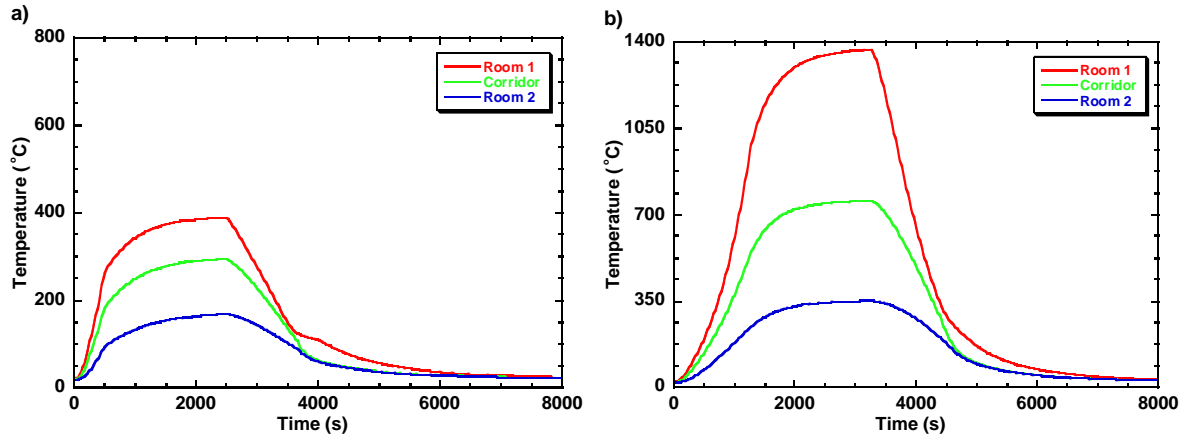 a)
800
600
400
200
0
Temperature (°C)
0 2000 4000 6000 8000
Time (s)
Room 1
Corridor
Room 2
b)
1400
1050
700
350
0
Temperature (°C)
0 2000 4000 6000 8000
Time (s)
Room 1
Corridor
Room 2